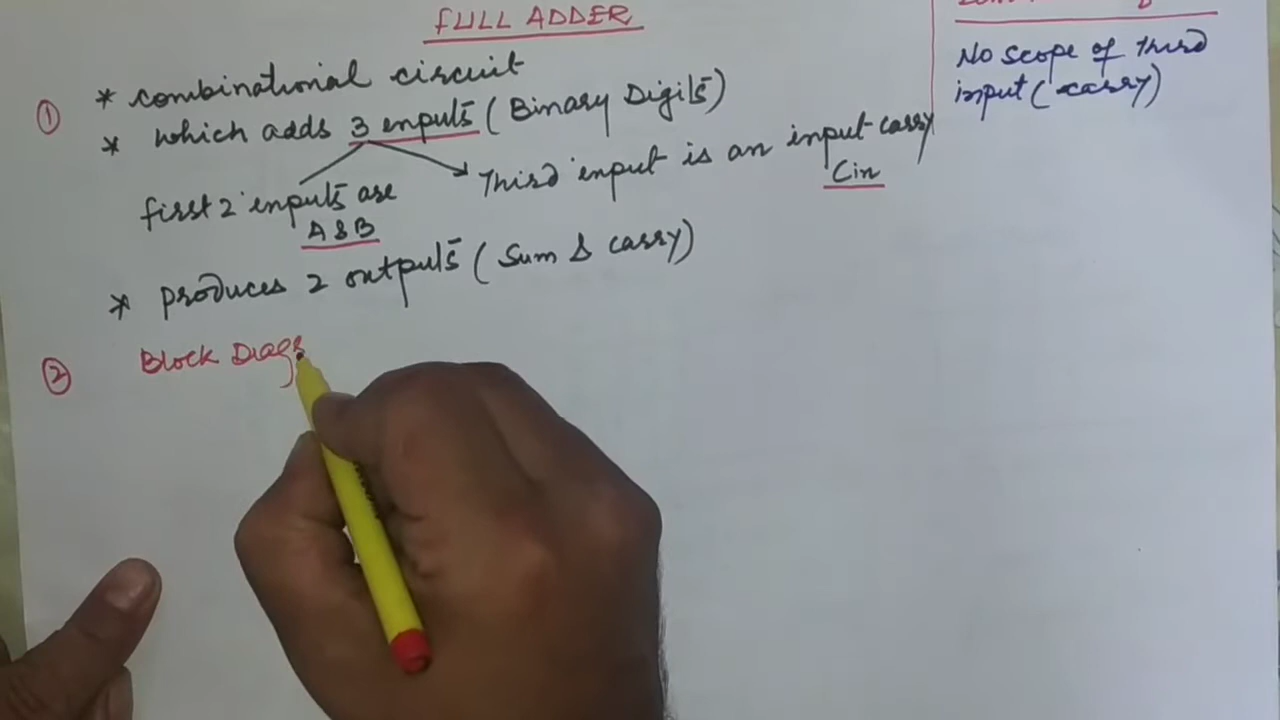 FULL ADDER
① * combinational circuit
* which adds 3 inputs (Binary Digits)
first 2 inputs are
A & B
Third input is an input carry
Cin
* produces 2 outputs (Sum & carry)
② Block Diagr
No scope of third
input (carry)